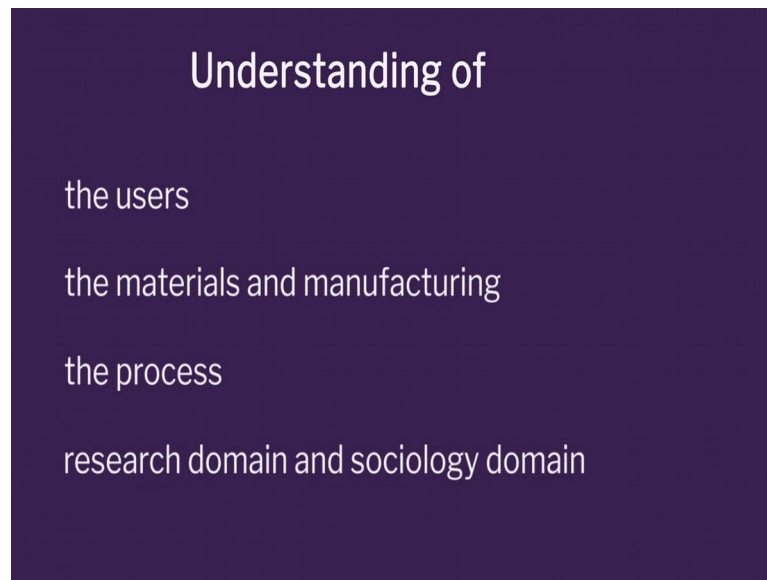 Understanding of
the users
the materials and manufacturing
the process
research domain and sociology domain